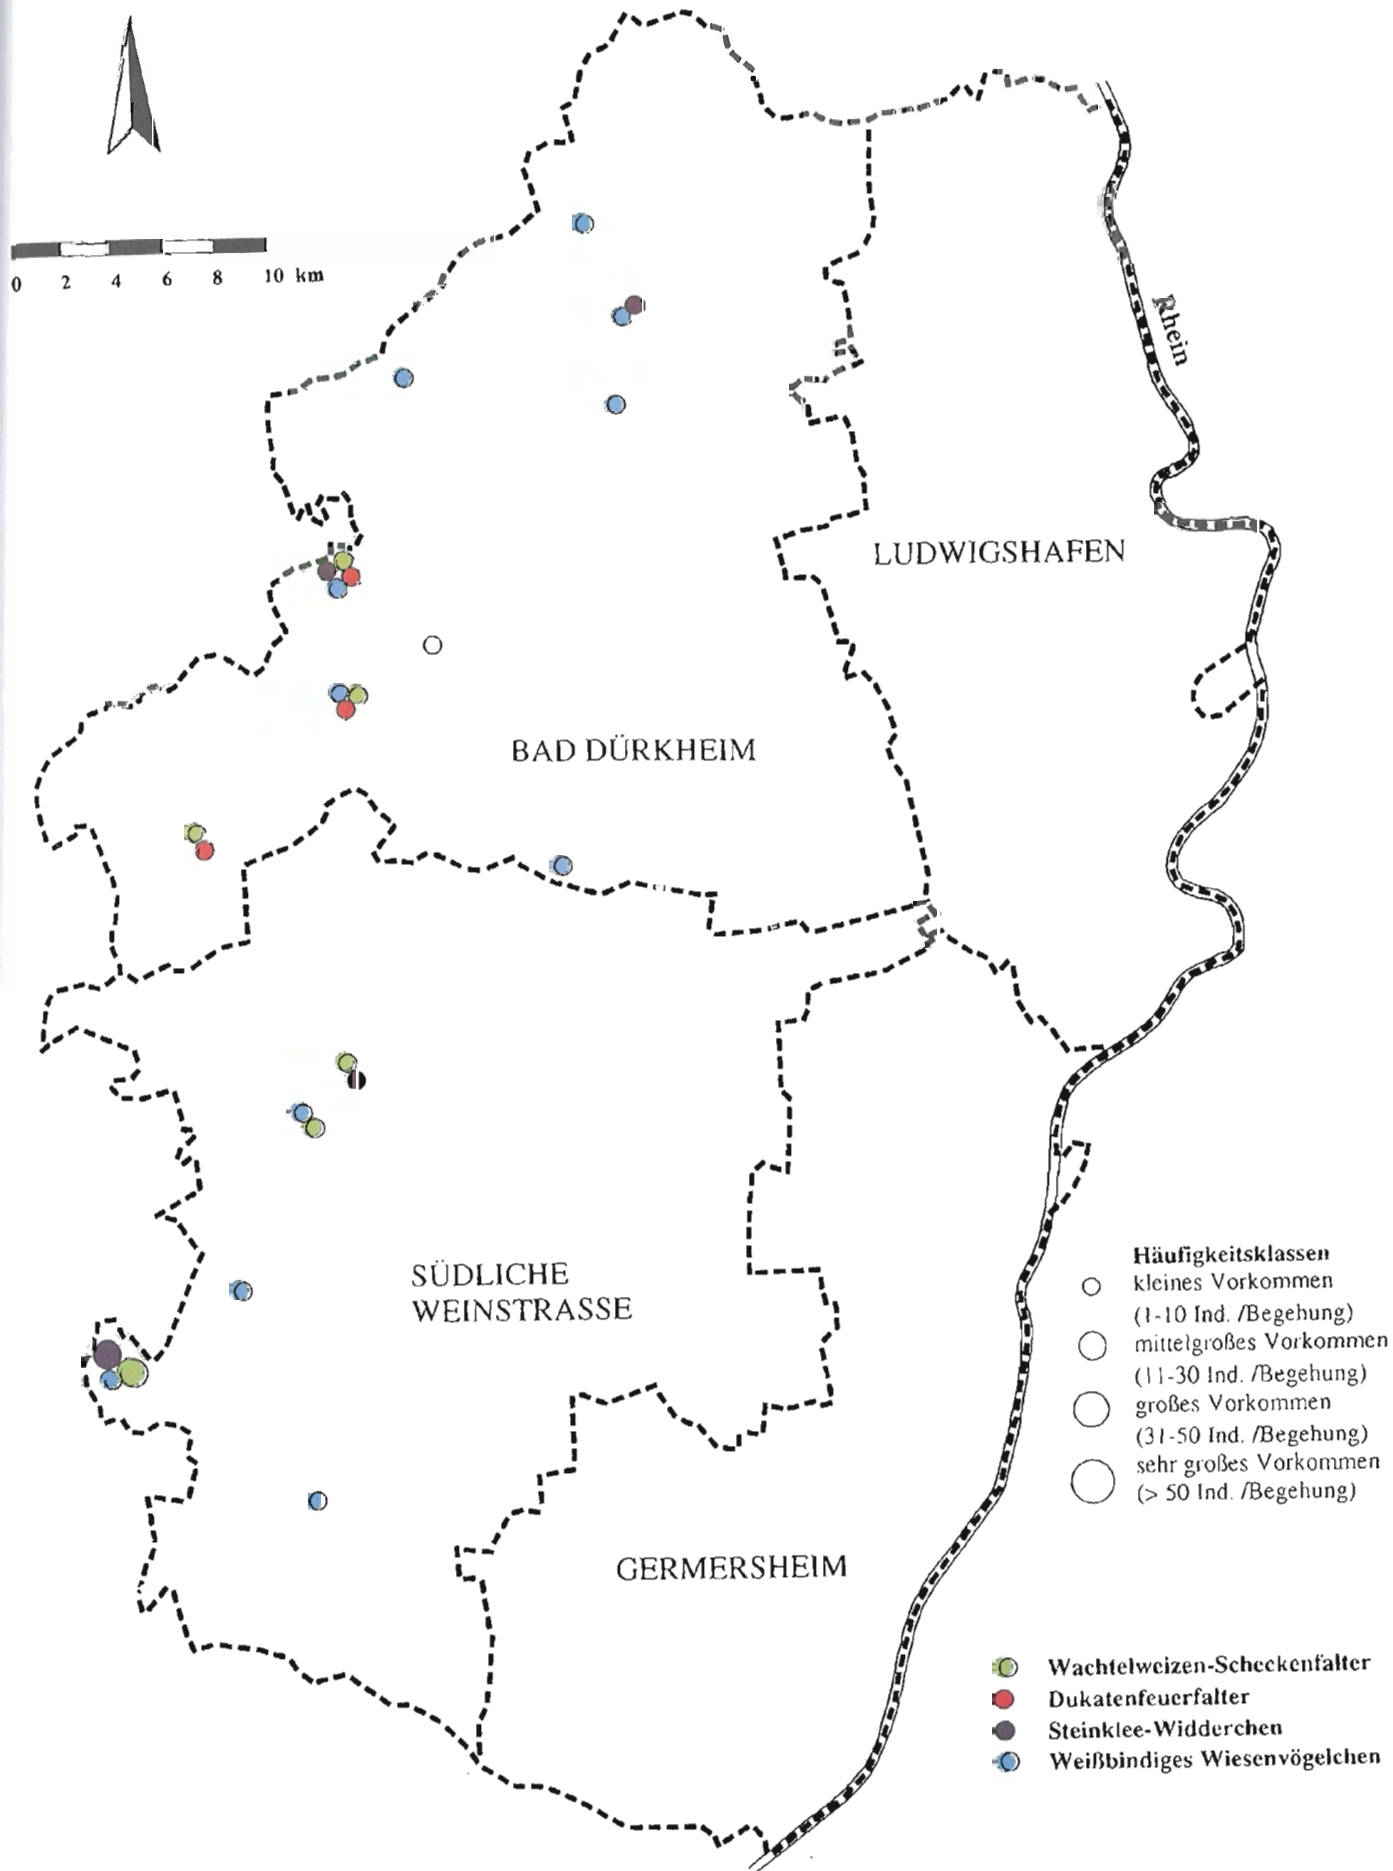 0 2 4 6 8 10 km
Rhein
LUDWIGSHAFEN
BAD DÜRKHEIM
SÜDLICHE
WEINSTRASSE
Häufigkeitsklassen
kleines Vorkommen
(1-10 Ind. /Begehung)
mittelgroßes Vorkommen
(11-30 Ind. /Begehung)
großes Vorkommen
(31-50 Ind. /Begehung)
sehr großes Vorkommen
(> 50 Ind. /Begehung)
GERMERSHEIM
Wachtelweizen-Scheckenfalter
Dukatenfeuerfalter
Steinklee-Widderchen
Weißbindiges Wiesenvögelchen